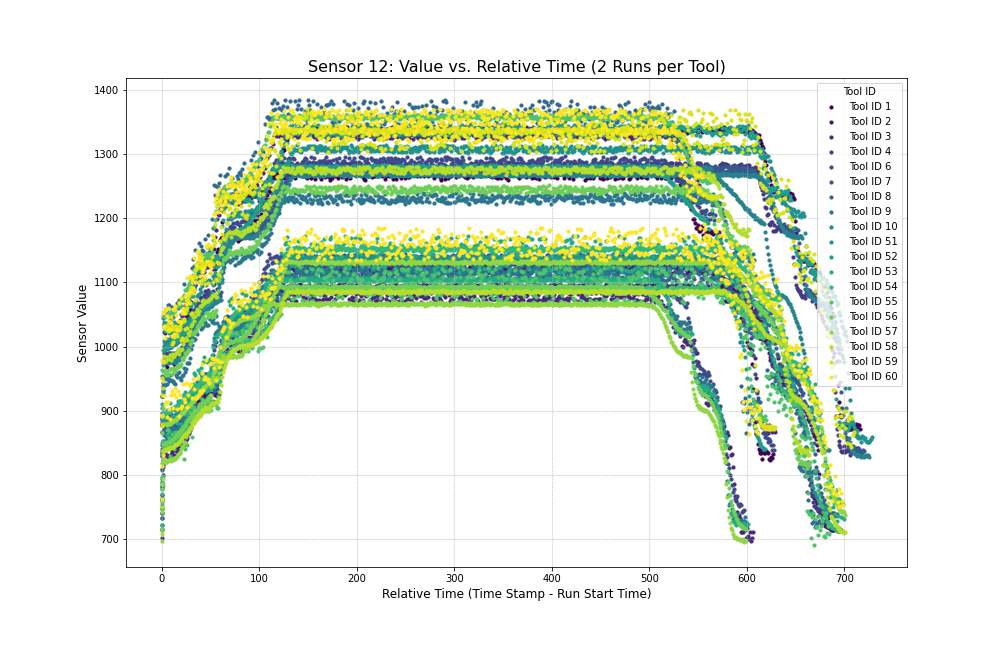 Sensor 12: Value vs. Relative Time (2 Runs per Tool)
1400
1300
1200
1100
1000
900
800
700
Sensor Value
0 100 200 300 400 500 600 700
Relative Time (Time Stamp - Run Start Time)
Tool ID
Tool ID 1
Tool ID 2
Tool ID 3
Tool ID 4
Tool ID 6
Tool ID 7
Tool ID 8
Tool ID 9
Tool ID 10
Tool ID 51
Tool ID 52
Tool ID 53
Tool ID 54
Tool ID 55
Tool ID 56
Tool ID 57
Tool ID 58
Tool ID 59
Tool ID 60